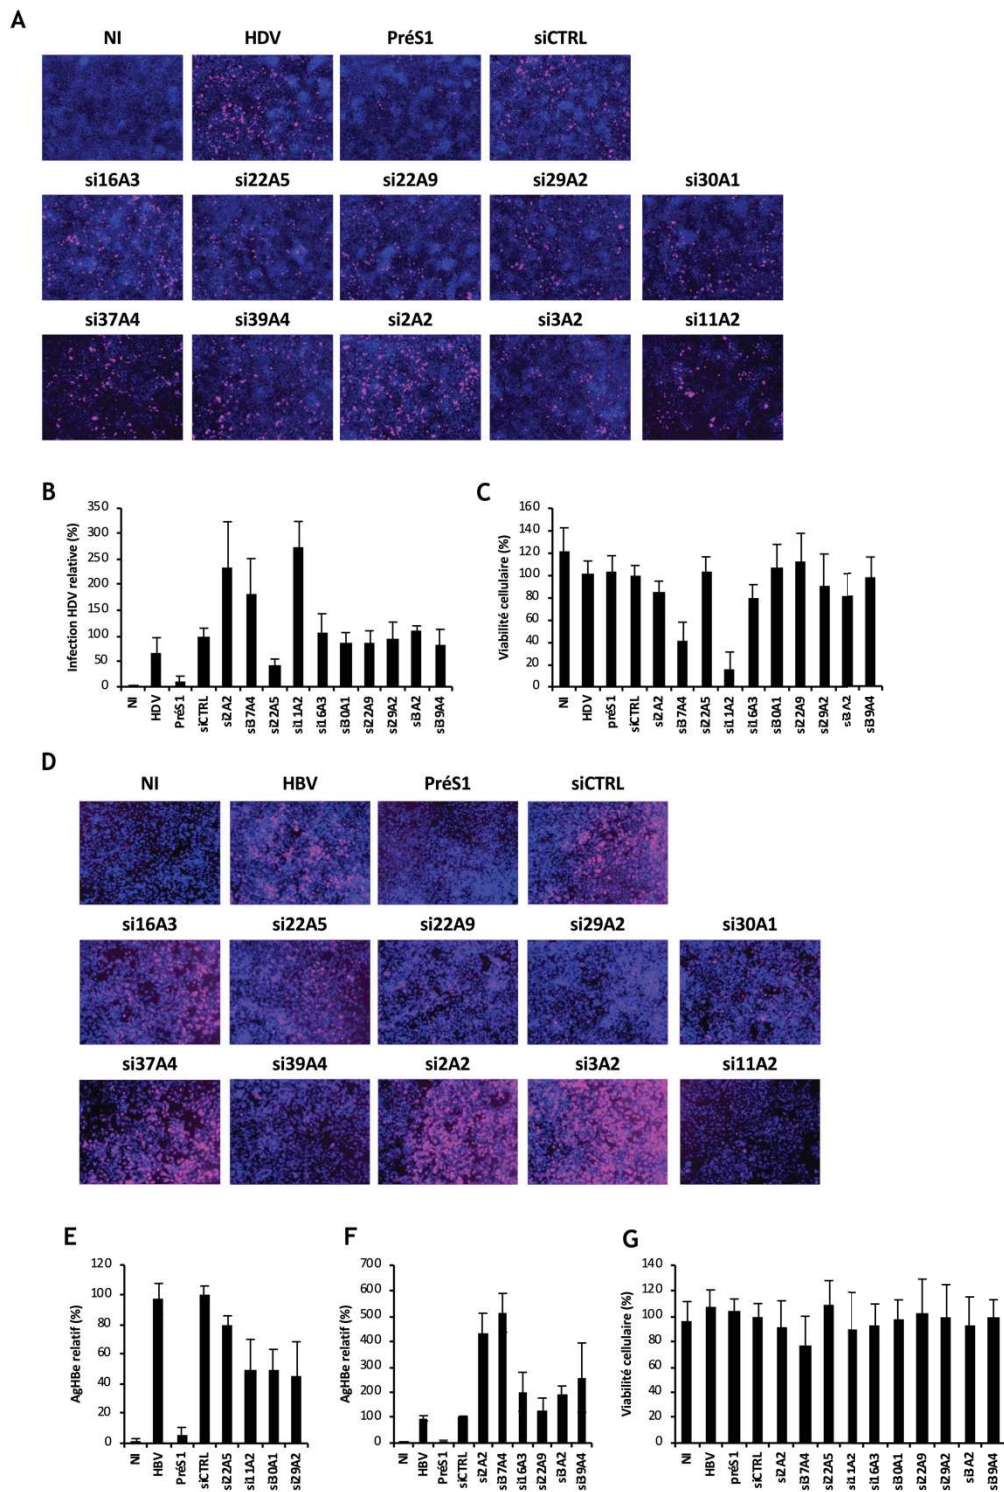 A
NI HDV PréS1 siCTRL
si16A3 si22A5 si22A9 si29A2 si30A1
si37A4 si39A4 si2A2 si3A2 si11A2
B
Infection HDV relative (%)
350
300
250
200
150
100
50
0
NI HDV PréS1 siCTRL si2A2 si37A4 si22A5 si11A2 si16A3 si30A1 si22A9 si29A2 si3A2 si39A4
C
Viabilité cellulaire (%)
160
140
120
100
80
60
40
20
0
NI HDV préS1 siCTRL si2A2 si37A4 si22A5 si11A2 si16A3 si30A1 si22A9 si29A2 si3A2 si39A4
D
NI HBV PréS1 siCTRL
si16A3 si22A5 si22A9 si29A2 si30A1
si37A4 si39A4 si2A2 si3A2 si11A2
E
AgHBe relatif (%)
120
100
80
60
40
20
0
NI HBV PréS1 siCTRL si22A5 si11A2 si30A1 si29A2
F
AgHBe relatif (%)
700
600
500
400
300
200
100
0
NI HBV PréS1 siCTRL si2A2 si37A4 si16A3 si22A9 si3A2 si39A4
G
Viabilité cellulaire (%)
140
120
100
80
60
40
20
0
NI HBV préS1 siCTRL si2A2 si37A4 si22A5 si11A2 si16A3 si30A1 si22A9 si29A2 si3A2 si39A4